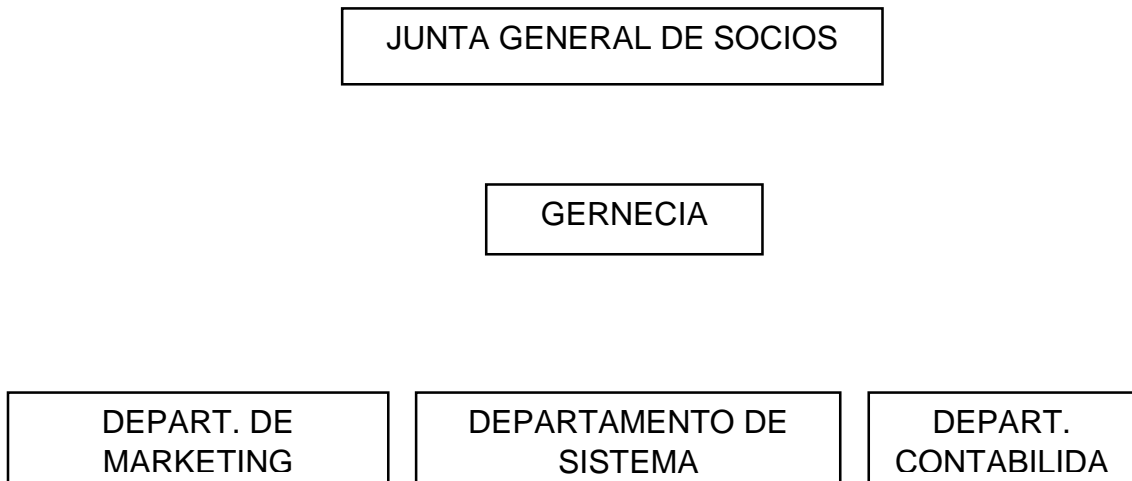 JUNTA GENERAL DE SOCIOS
GERNECIA
DEPART. DE
MARKETING
DEPARTAMENTO DE
SISTEMA
DEPART.
CONTABILIDA